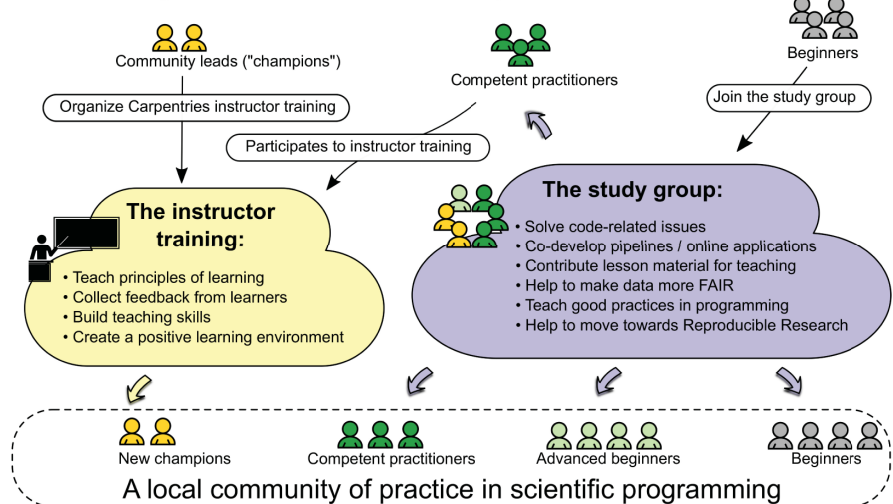 Community leads ("champions")
Competent practitioners
Beginners
Organize Carpentries instructor training
Join the study group
Participates to instructor training
The instructor
training:
• Teach principles of learning
• Collect feedback from learners
• Build teaching skills
• Create a positive learning environment
The study group:
• Solve code-related issues
• Co-develop pipelines / online applications
• Contribute lesson material for teaching
• Help to make data more FAIR
• Teach good practices in programming
• Help to move towards Reproducible Research
New champions
Competent practitioners
Advanced beginners
Beginners
A local community of practice in scientific programming